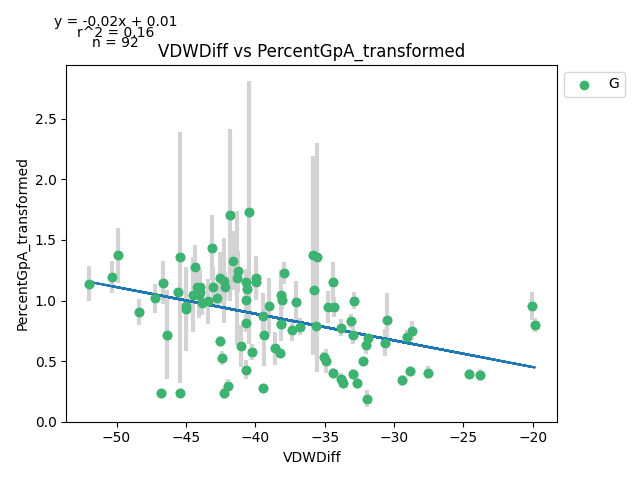 y = -0.02x + 0.01
r^2 = 0.16
n = 92
VDWDiff vs PercentGpA_transformed
G
2.5
2.0
1.5
1.0
0.5
0.0
PercentGpA_transformed
−50
−45
−40
−35
−30
−25
−20
VDWDiff